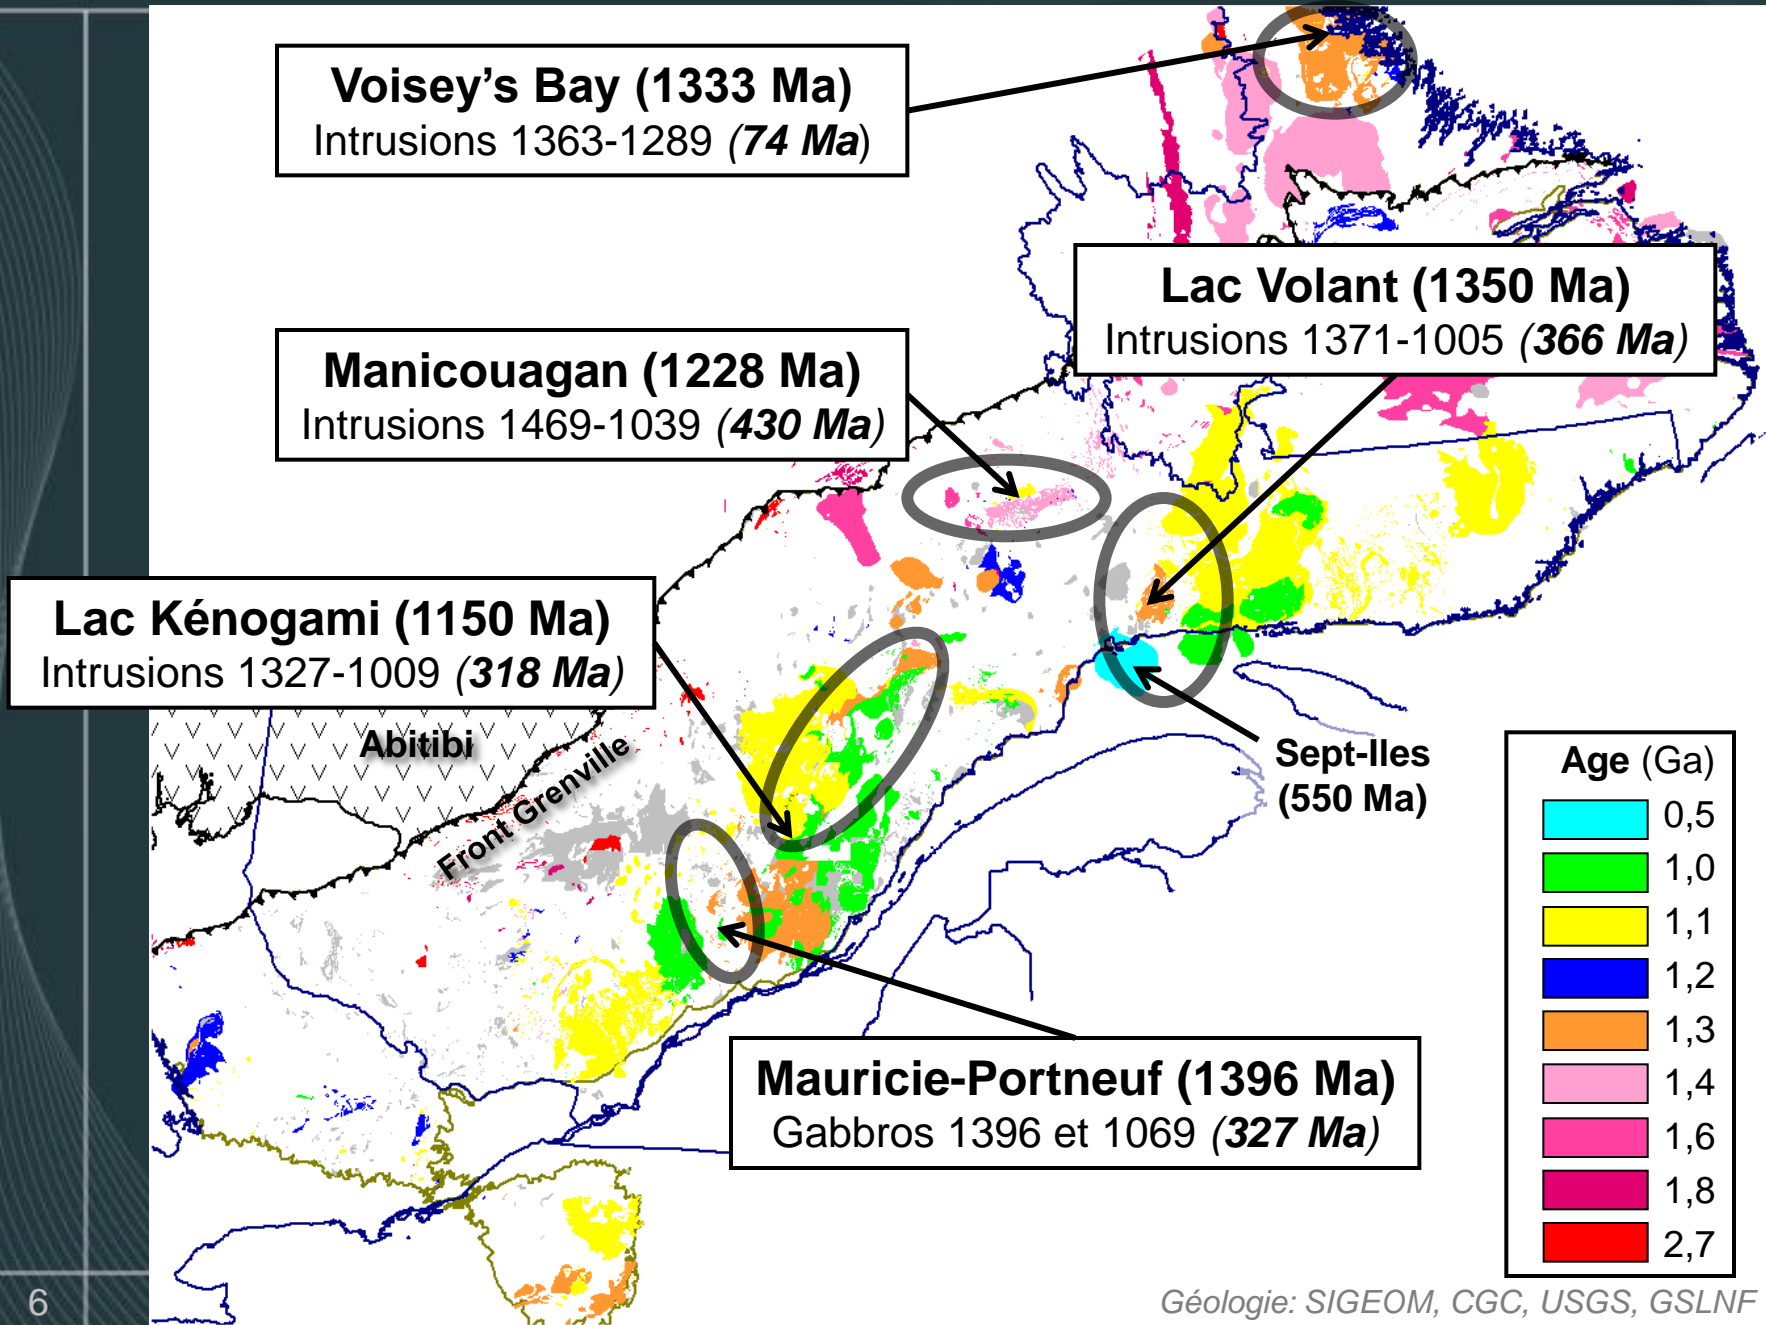 Voisey's Bay (1333 Ma)
Intrusions 1363-1289 (74 Ma)
Lac Volant (1350 Ma)
Intrusions 1371-1005 (366 Ma)
Manicouagan (1228 Ma)
Intrusions 1469-1039 (430 Ma)
Lac Kénogami (1150 Ma)
Intrusions 1327-1009 (318 Ma)
Abitibi
Front Grenville
Sept-Iles
(550 Ma)
Mauricie-Portneuf (1396 Ma)
Gabbros 1396 et 1069 (327 Ma)
Age (Ga)
0,5
1,0
1,1
1,2
1,3
1,4
1,6
1,8
2,7
6
Géologie: SIGEOM, CGC, USGS, GSLNF